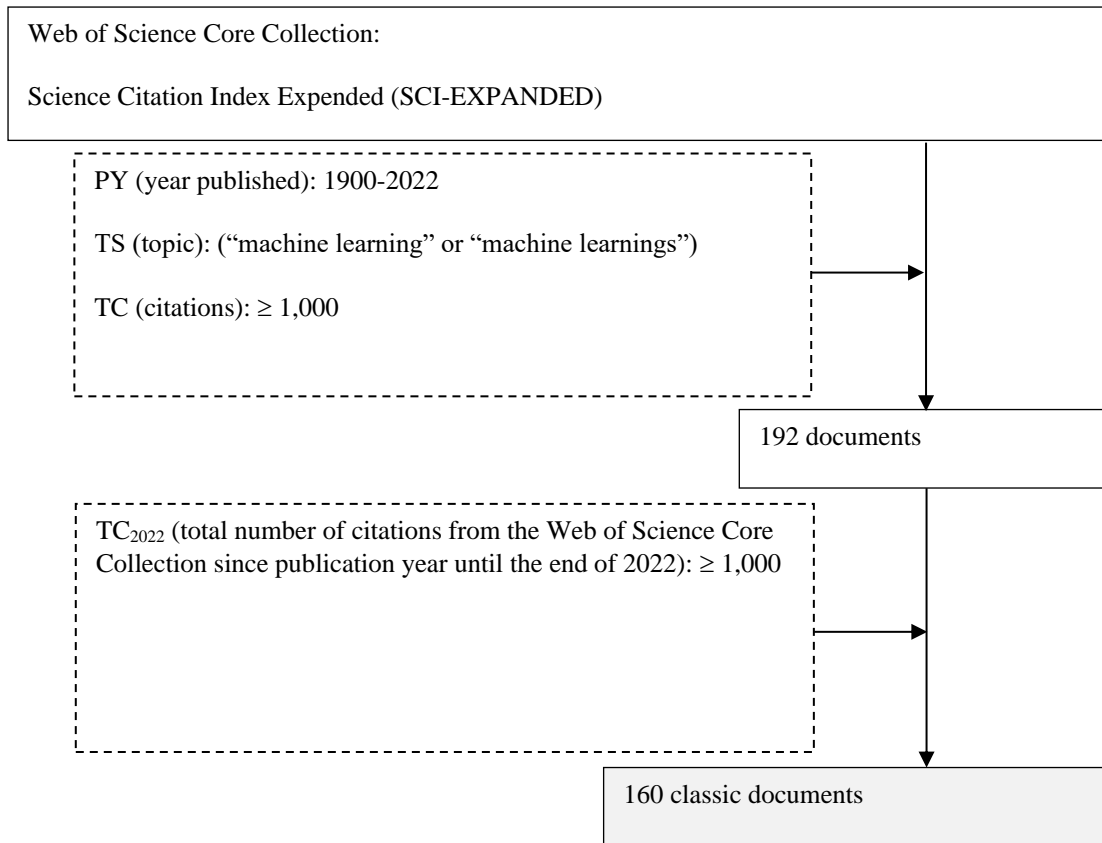 Web of Science Core Collection:
Science Citation Index Expended (SCI-EXPANDED)
PY (year published): 1900-2022
TS (topic): (“machine learning” or “machine learnings”)
TC (citations): ≥ 1,000
192 documents
TC₂₀₂₂ (total number of citations from the Web of Science Core
Collection since publication year until the end of 2022): ≥ 1,000
160 classic documents